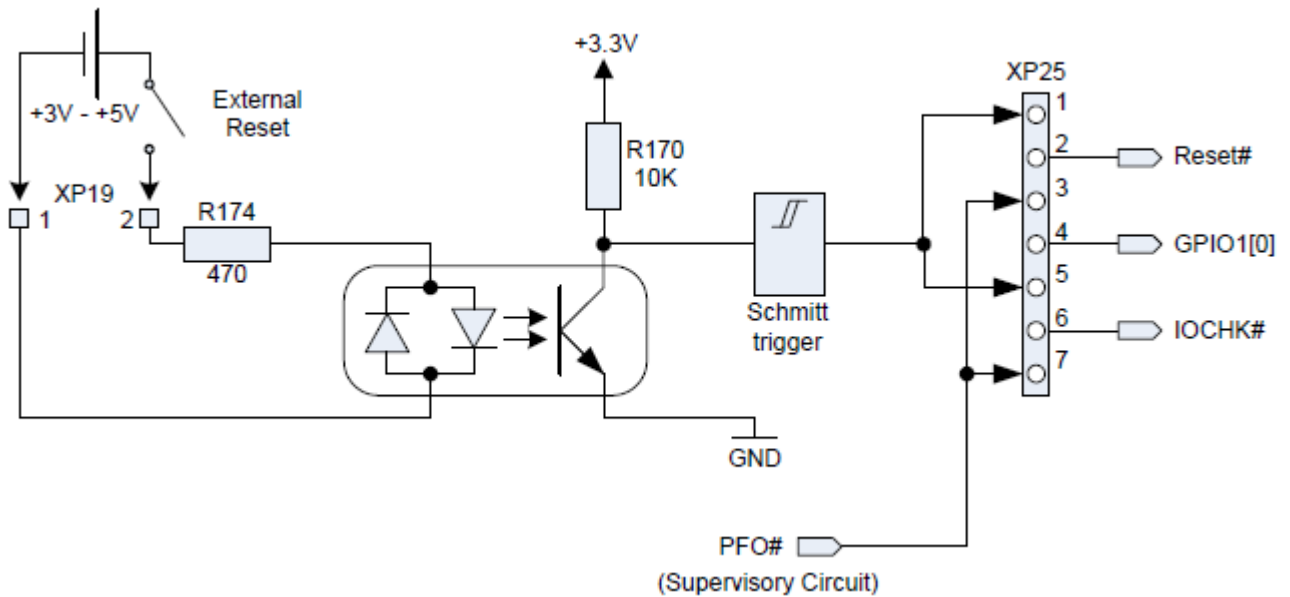 +3V - +5V
External
Reset
XP19
1
2
R174
470
+3.3V
R170
10K
Schmitt
trigger
GND
XP25
1
2
3
4
5
6
7
Reset#
GPIO1[0]
IOCHK#
PFO#
(Supervisory Circuit)